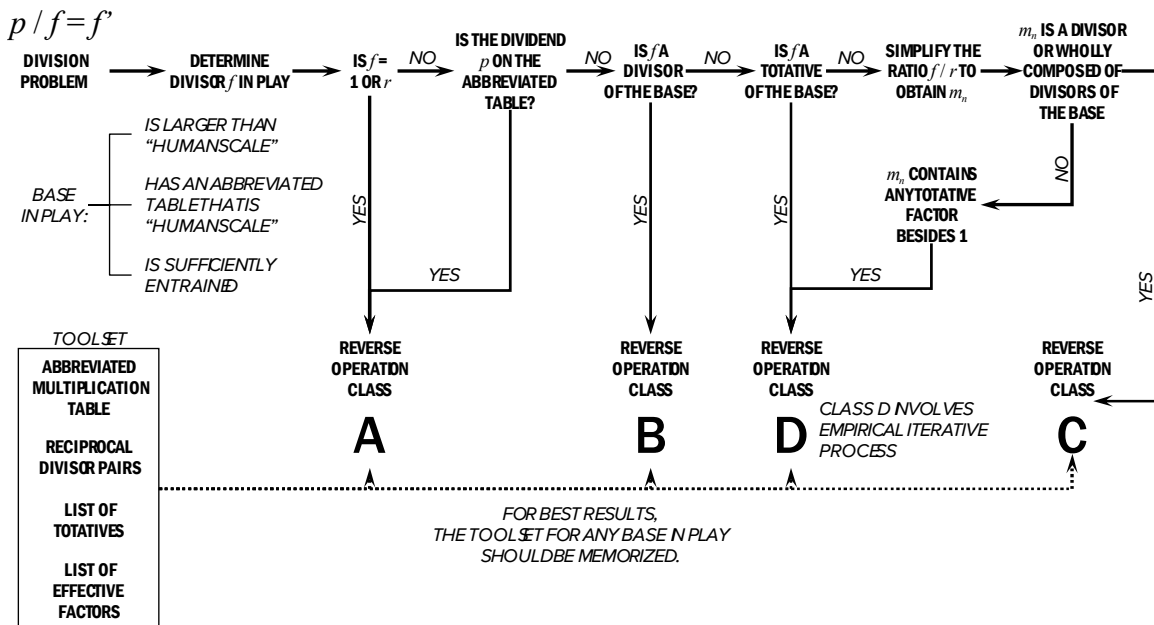 p / f = f’
DIVISION
PROBLEM
DETERMINE
DIVISOR f IN PLAY
IS f =
1 OR r
NO
IS THE DIVIDEND
p ON THE
ABBREVIATED
TABLE?
NO
IS f A
DIVISOR
OF THE BASE?
NO
IS f A
TOTATIVE
OF THE BASE?
NO
SIMPLIFY THE
RATIO f / r TO
OBTAIN mn
mn IS A DIVISOR
OR WHOLLY
COMPOSED OF
DIVISORS OF
THE BASE
BASE
IN PLAY:
IS LARGER THAN
“HUMAN SCALE”
HAS AN ABBREVIATED
TABLE THAT IS
“HUMAN SCALE”
IS SUFFICIENTLY
ENTRAINED
YES
YES
YES
YES
NO
mn CONTAINS
ANY TOTATIVE
FACTOR
BESIDES 1
YES
YES
TOOLSET
ABBREVIATED
MULTIPLICATION
TABLE
RECIPROCAL
DIVISOR PAIRS
LIST OF
TOTATIVES
LIST OF
EFFECTIVE
FACTORS
REVERSE
OPERATION
CLASS
A
REVERSE
OPERATION
CLASS
B
REVERSE
OPERATION
CLASS
D
CLASS D INVOLVES
EMPIRICAL ITERATIVE
PROCESS
REVERSE
OPERATION
CLASS
C
FOR BEST RESULTS,
THE TOOLSET FOR ANY BASE IN PLAY
SHOULD BE MEMORIZED.